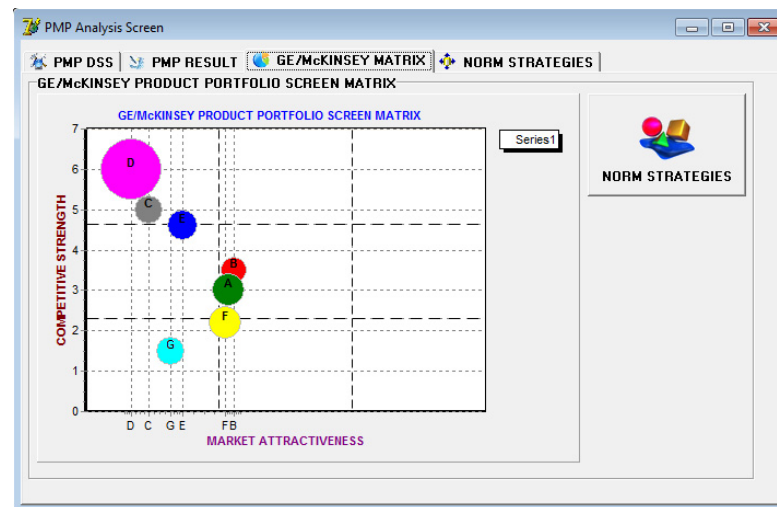 PMP Analysis Screen
PMP DSS PMP RESULT GE/McKINSEY MATRIX NORM STRATEGIES
GE/McKINSEY PRODUCT PORTFOLIO SCREEN MATRIX
GE/McKINSEY PRODUCT PORTFOLIO SCREEN MATRIX
Series1
NORM STRATEGIES
COMPETITIVE STRENGTH
7
6
5
4
3
2
1
0
D
C
E
B
A
F
G
D C G E F B
MARKET ATTRACTIVENESS